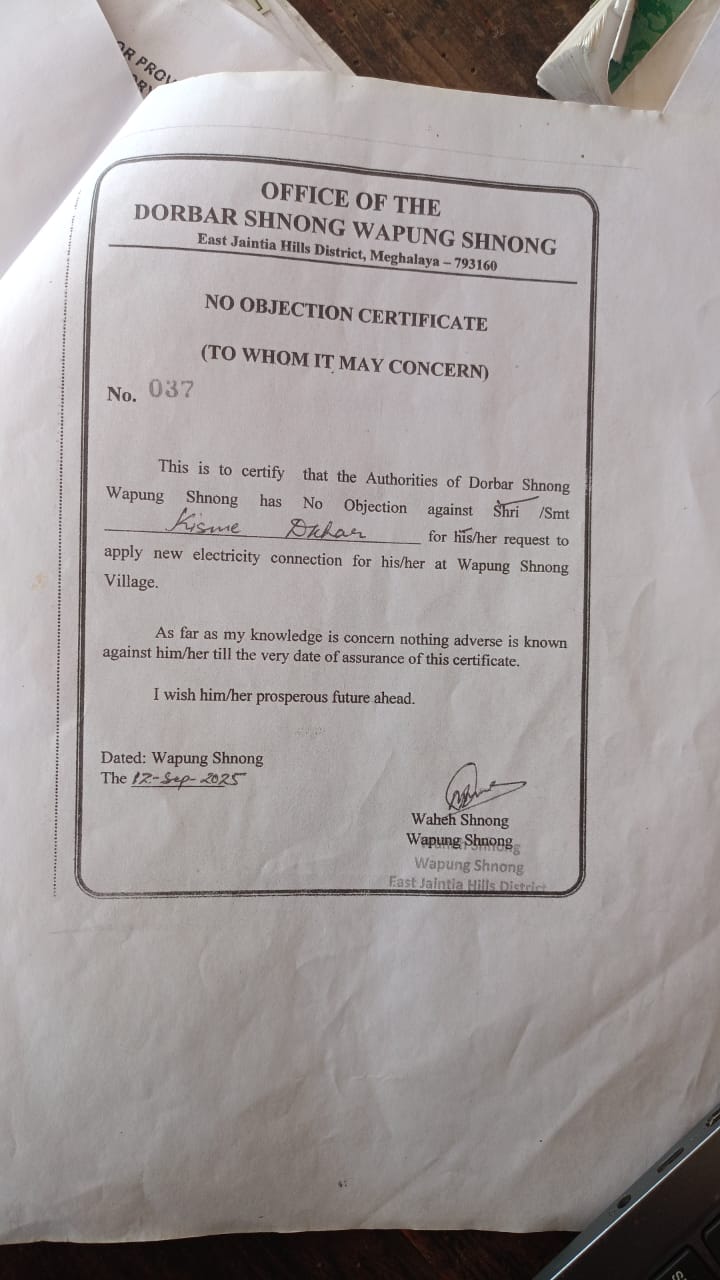 OR PROV
OFFICE OF THE
DORBAR SHNONG WAPUNG SHNONG
East Jaintia Hills District, Meghalaya – 793160
NO OBJECTION CERTIFICATE
(TO WHOM IT MAY CONCERN)
No. 037
This is to certify that the Authorities of Dorbar Shnong
Wapung Shnong has No Objection against Shri /Smt
Kisme Dkhar for his/her request to
apply new electricity connection for his/her at Wapung Shnong
Village.
As far as my knowledge is concern nothing adverse is known
against him/her till the very date of assurance of this certificate.
I wish him/her prosperous future ahead.
Dated: Wapung Shnong
The 12-Sep-2025
Waheh Shnong
Wapung Shnong
Wapung Shnong
East Jaintia Hills District